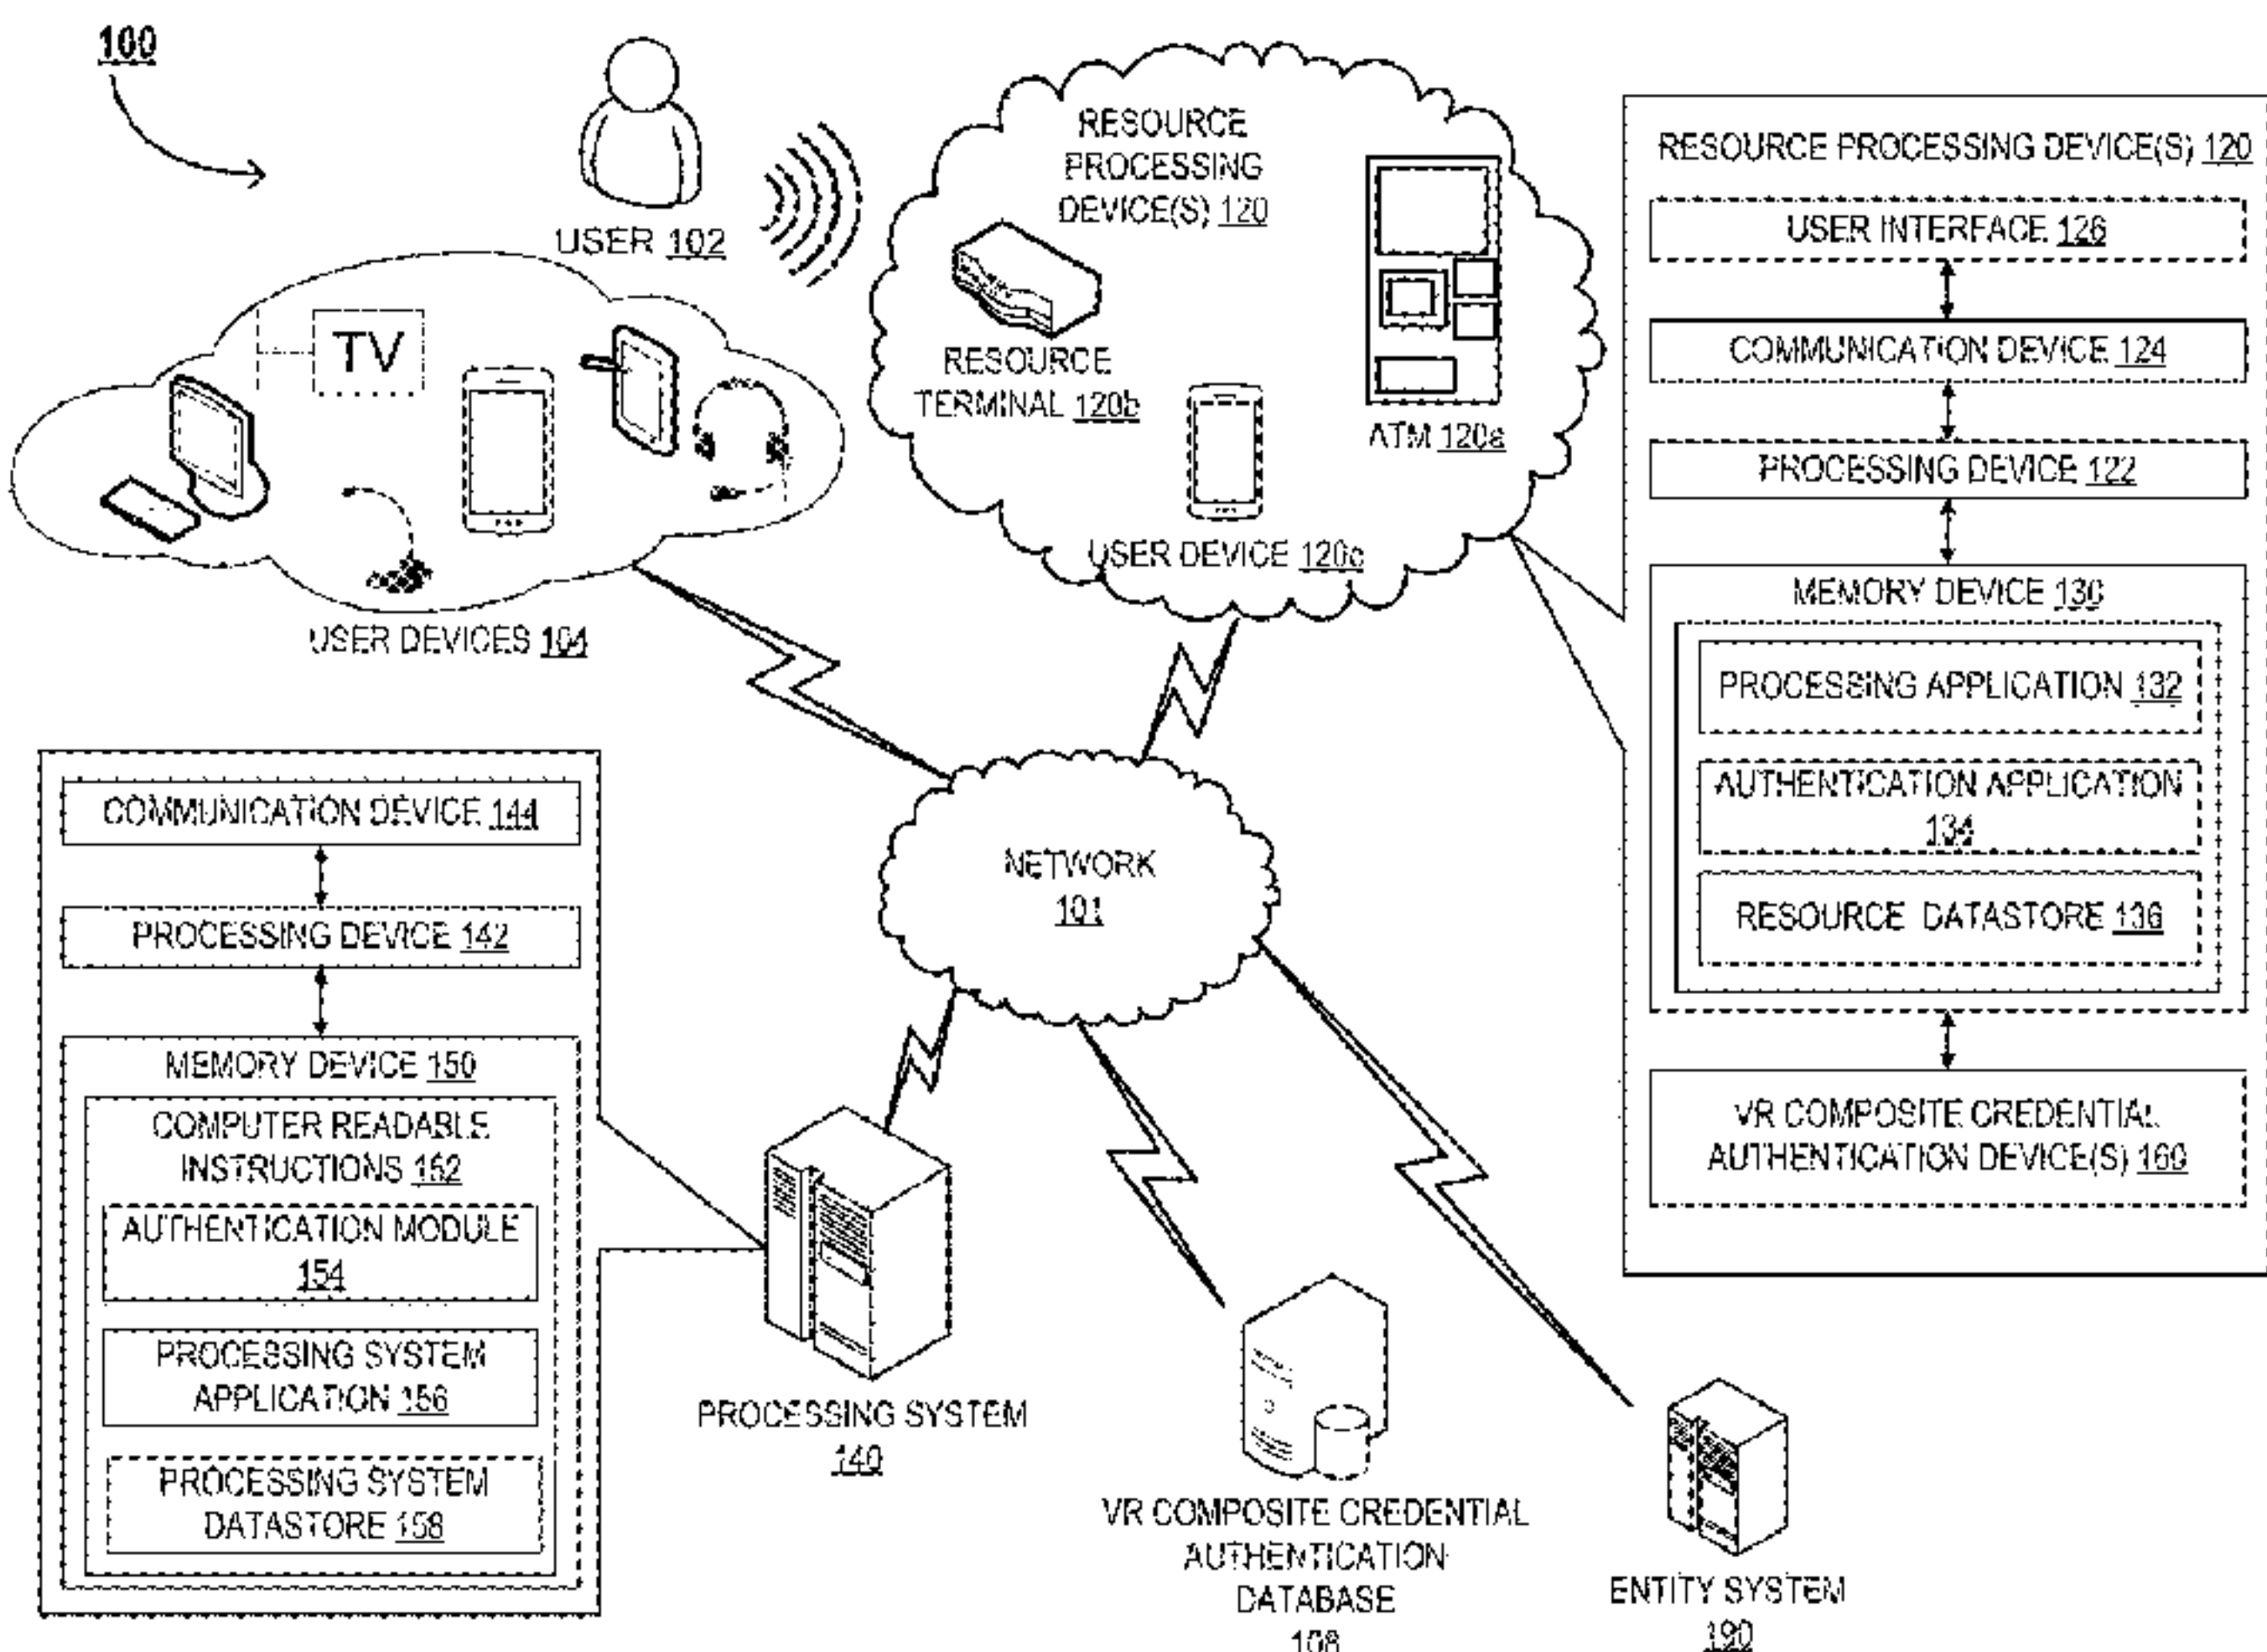 100
USER 102
TV
USER DEVICES 104
RESOURCE
PROCESSING
DEVICE(S) 120
RESOURCE
TERMINAL 120b
ATM 120a
USER DEVICE 120c
RESOURCE PROCESSING DEVICE(S) 120
USER INTERFACE 126
COMMUNICATION DEVICE 124
PROCESSING DEVICE 122
MEMORY DEVICE 130
PROCESSING APPLICATION 132
AUTHENTICATION APPLICATION
134
RESOURCE DATASTORE 136
VR COMPOSITE CREDENTIAL
AUTHENTICATION DEVICE(S) 160
NETWORK
101
COMMUNICATION DEVICE 144
PROCESSING DEVICE 142
MEMORY DEVICE 150
COMPUTER READABLE
INSTRUCTIONS 152
AUTHENTICATION MODULE
154
PROCESSING SYSTEM
APPLICATION 156
PROCESSING SYSTEM
DATASTORE 158
PROCESSING SYSTEM
140
VR COMPOSITE CREDENTIAL
AUTHENTICATION
DATABASE
ENTITY SYSTEM
190